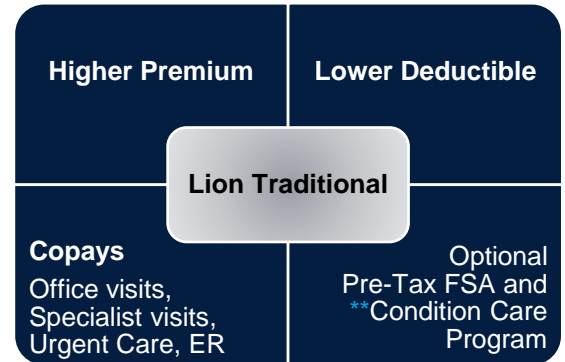 Higher Premium
Lower Deductible
Lion Traditional
Copays
Office visits,
Specialist visits,
Urgent Care, ER
Optional
Pre-Tax FSA and
**Condition Care
Program